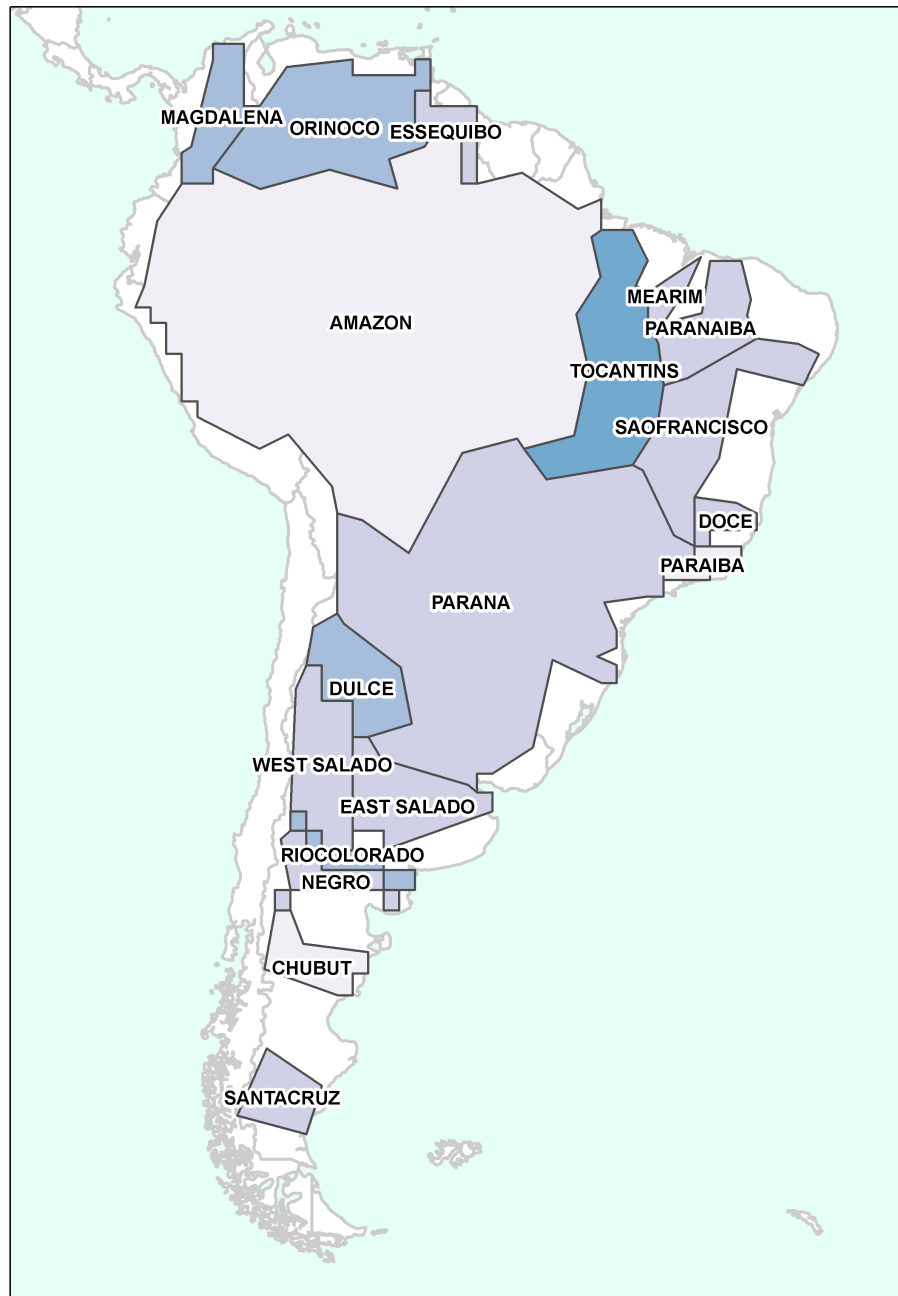 MAGDALENA
ORINOCO
ESSEQUIBO
MEARIM
AMAZON
PARANAIBA
TOCANTINS
SAOFRANCISCO
DOCE
PARAIBA
PARANA
DULCE
WEST SALADO
EAST SALADO
RIOCOLORADO
NEGRO
CHUBUT
SANTACRUZ